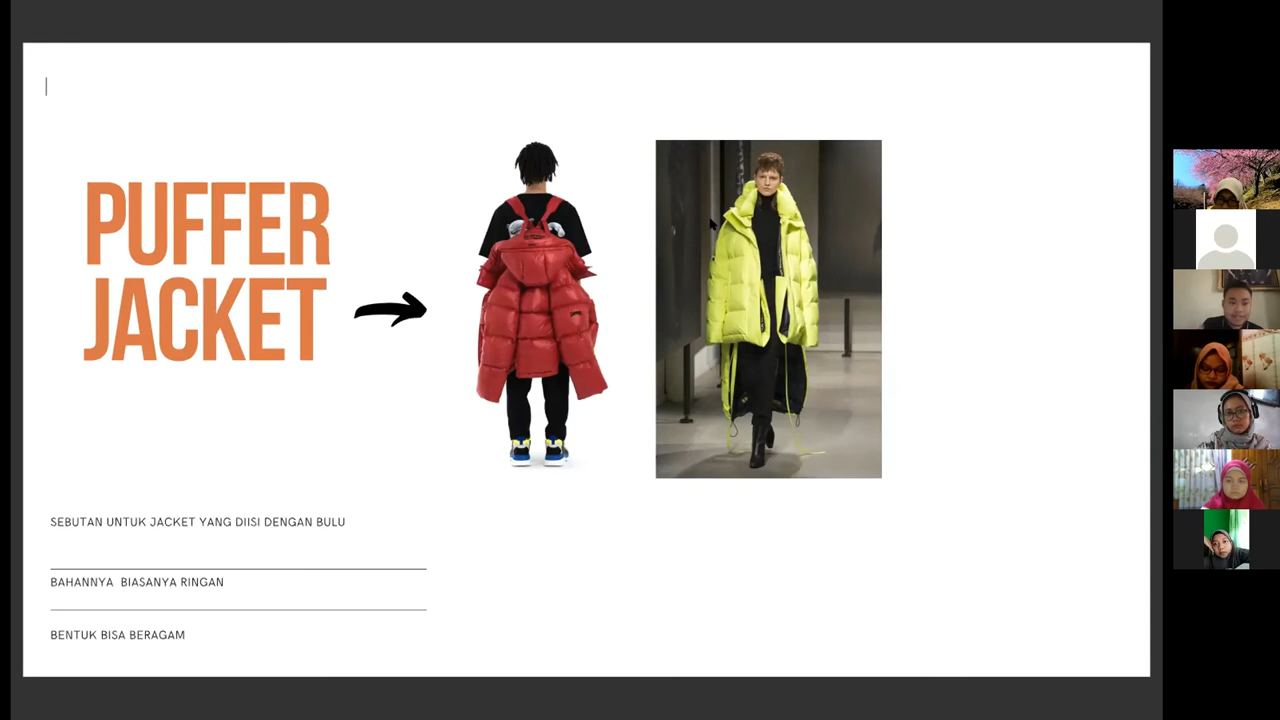 PUFFER
JACKET
SEBUTAN UNTUK JACKET YANG DIISI DENGAN BULU
BAHANNYA BIASANYA RINGAN
BENTUK BISA BERAGAM